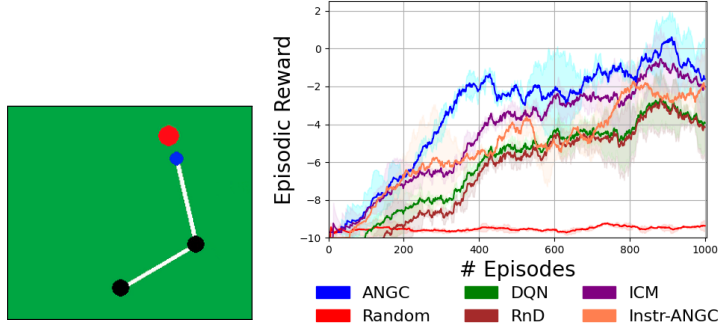 2
0
−2
−4
−6
−8
−10
Episodic Reward
0 200 400 600 800 1000
# Episodes
ANGC DQN ICM
Random RnD Instr-ANGC